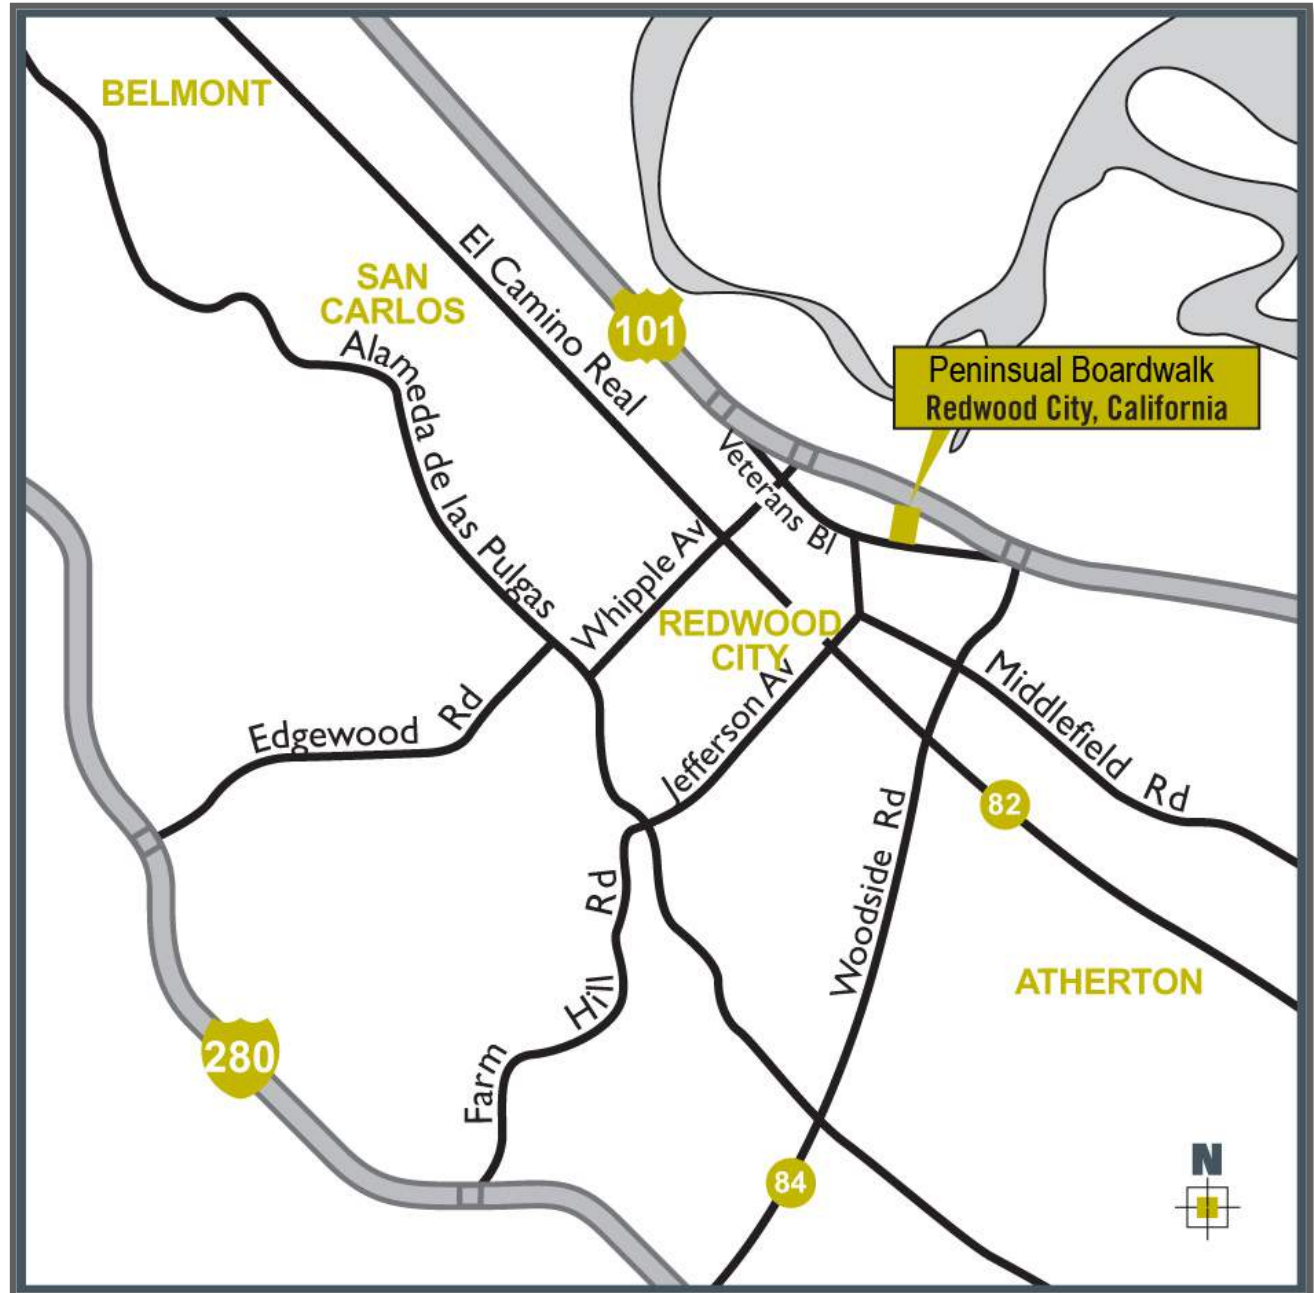 BELMONT
SAN
CARLOS
El Camino Real
101
Peninsual Boardwalk
Redwood City, California
Alameda de las Pulgas
Veterans Bl
Whipple Av
REDWOOD
CITY
Edgewood Rd
Jefferson Av
Middlefield Rd
82
Woodside Rd
Farm Hill Rd
ATHERTON
280
84
N